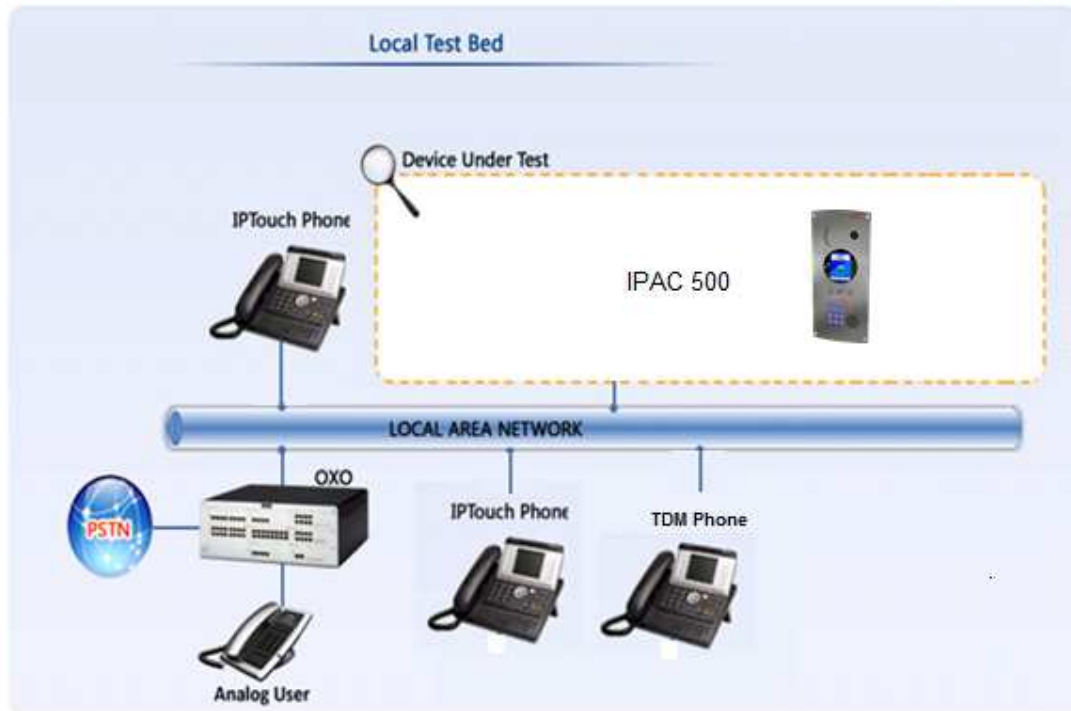 Local Test Bed
Device Under Test
IPTouch Phone
IPAC 500
LOCAL AREA NETWORK
OXO
PSTN
IPTouch Phone
TDM Phone
Analog User